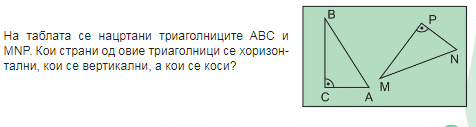 На таблата се нацртани триаголниците ABC и
MNP. Кои страни од овие триаголници се хоризон-
тални, кои се вертикални, а кои се коси?
B
P
N
M
C
A